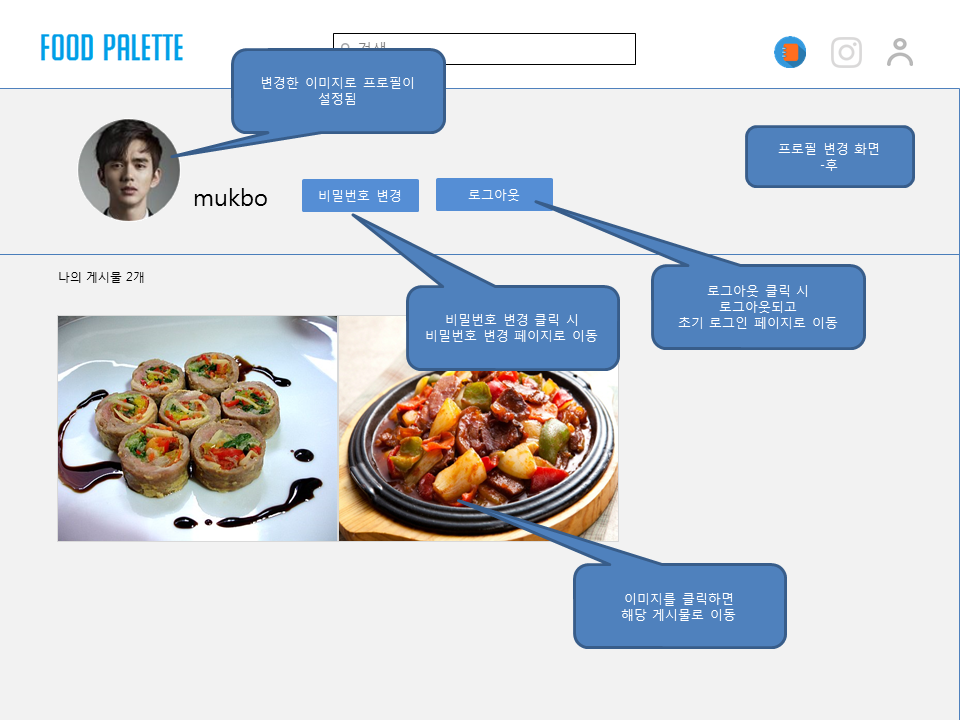 FOOD PALETTE
변경한 이미지로 프로필이
설정됨
프로필 변경 화면
-후
mukbo
비밀번호 변경
로그아웃
나의 게시물 2개
로그아웃 클릭 시
로그아웃되고
초기 로그인 페이지로 이동
비밀번호 변경 클릭 시
비밀번호 변경 페이지로 이동
이미지를 클릭하면
해당 게시물로 이동